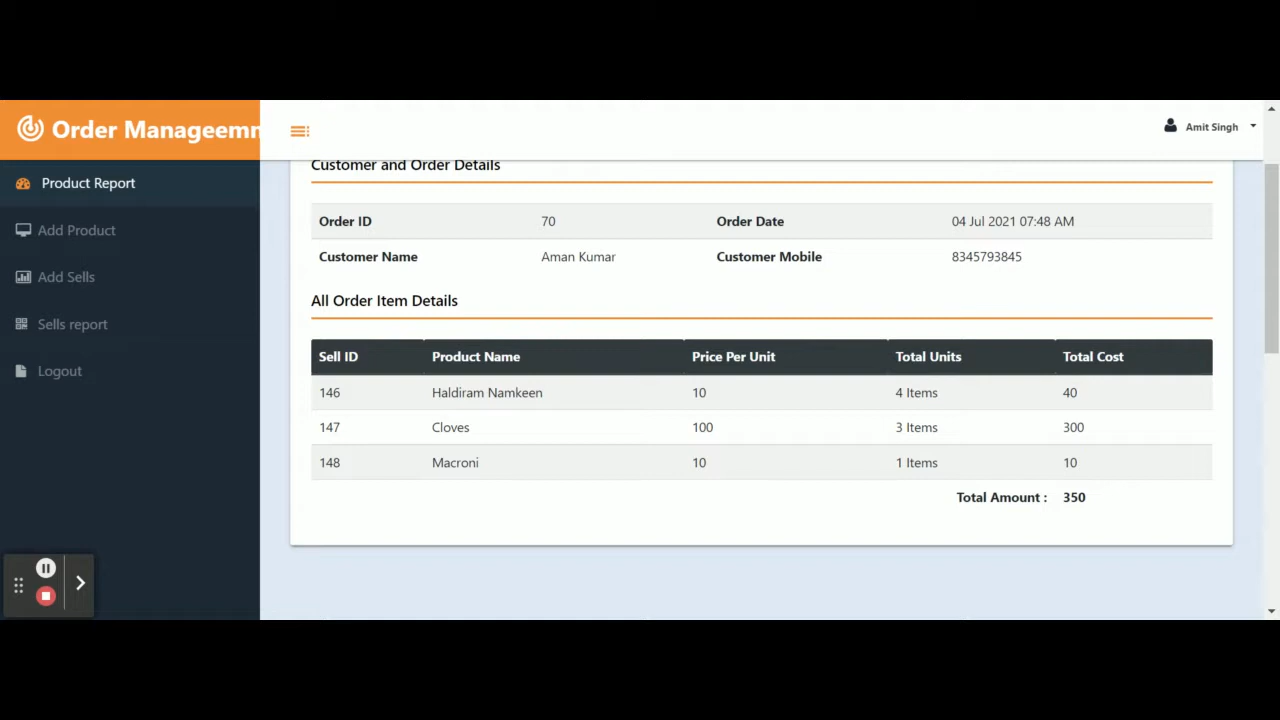 Order Manageemn
Amit Singh
Product Report
Add Product
Add Sells
Sells report
Logout
Customer and Order Details
Order ID 70 Order Date 04 Jul 2021 07:48 AM
Customer Name Aman Kumar Customer Mobile 8345793845
All Order Item Details
Sell ID Product Name Price Per Unit Total Units Total Cost
146 Haldiram Namkeen 10 4 Items 40
147 Cloves 100 3 Items 300
148 Macroni 10 1 Items 10
Total Amount : 350